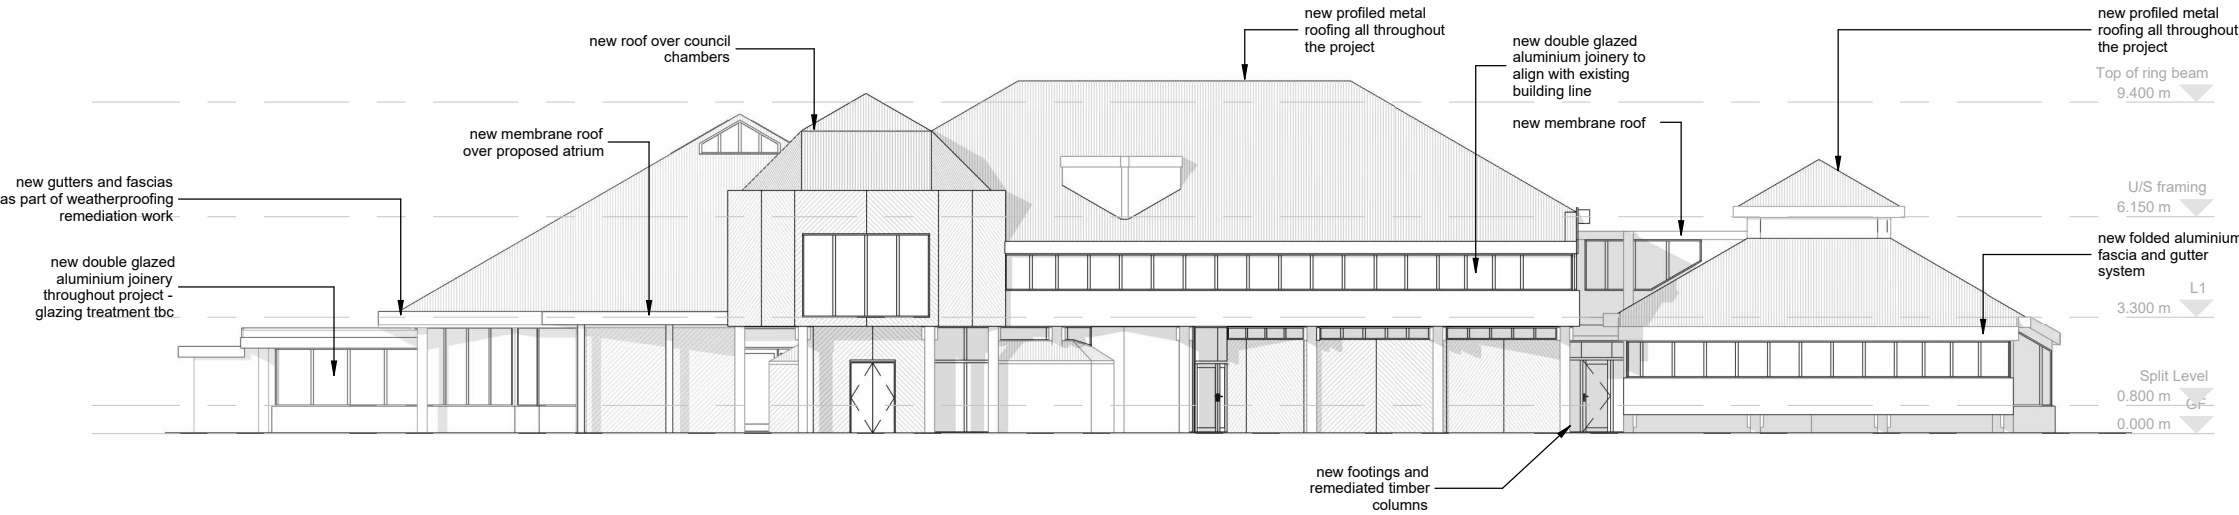 new profiled metal
roofing all throughout
the project
new profiled metal
roofing all throughout
the project
new roof over council
chambers
new double glazed
aluminium joinery to
align with existing
building line
Top of ring beam
9.400 m
new membrane roof
over proposed atrium
new membrane roof
new gutters and fascias
as part of weatherproofing
remediation work
U/S framing
6.150 m
new folded aluminium
fascia and gutter
system
new double glazed
aluminium joinery
throughout project -
glazing treatment tbc
L1
3.300 m
Split Level
0.800 m
GF
0.000 m
new footings and
remediated timber
columns